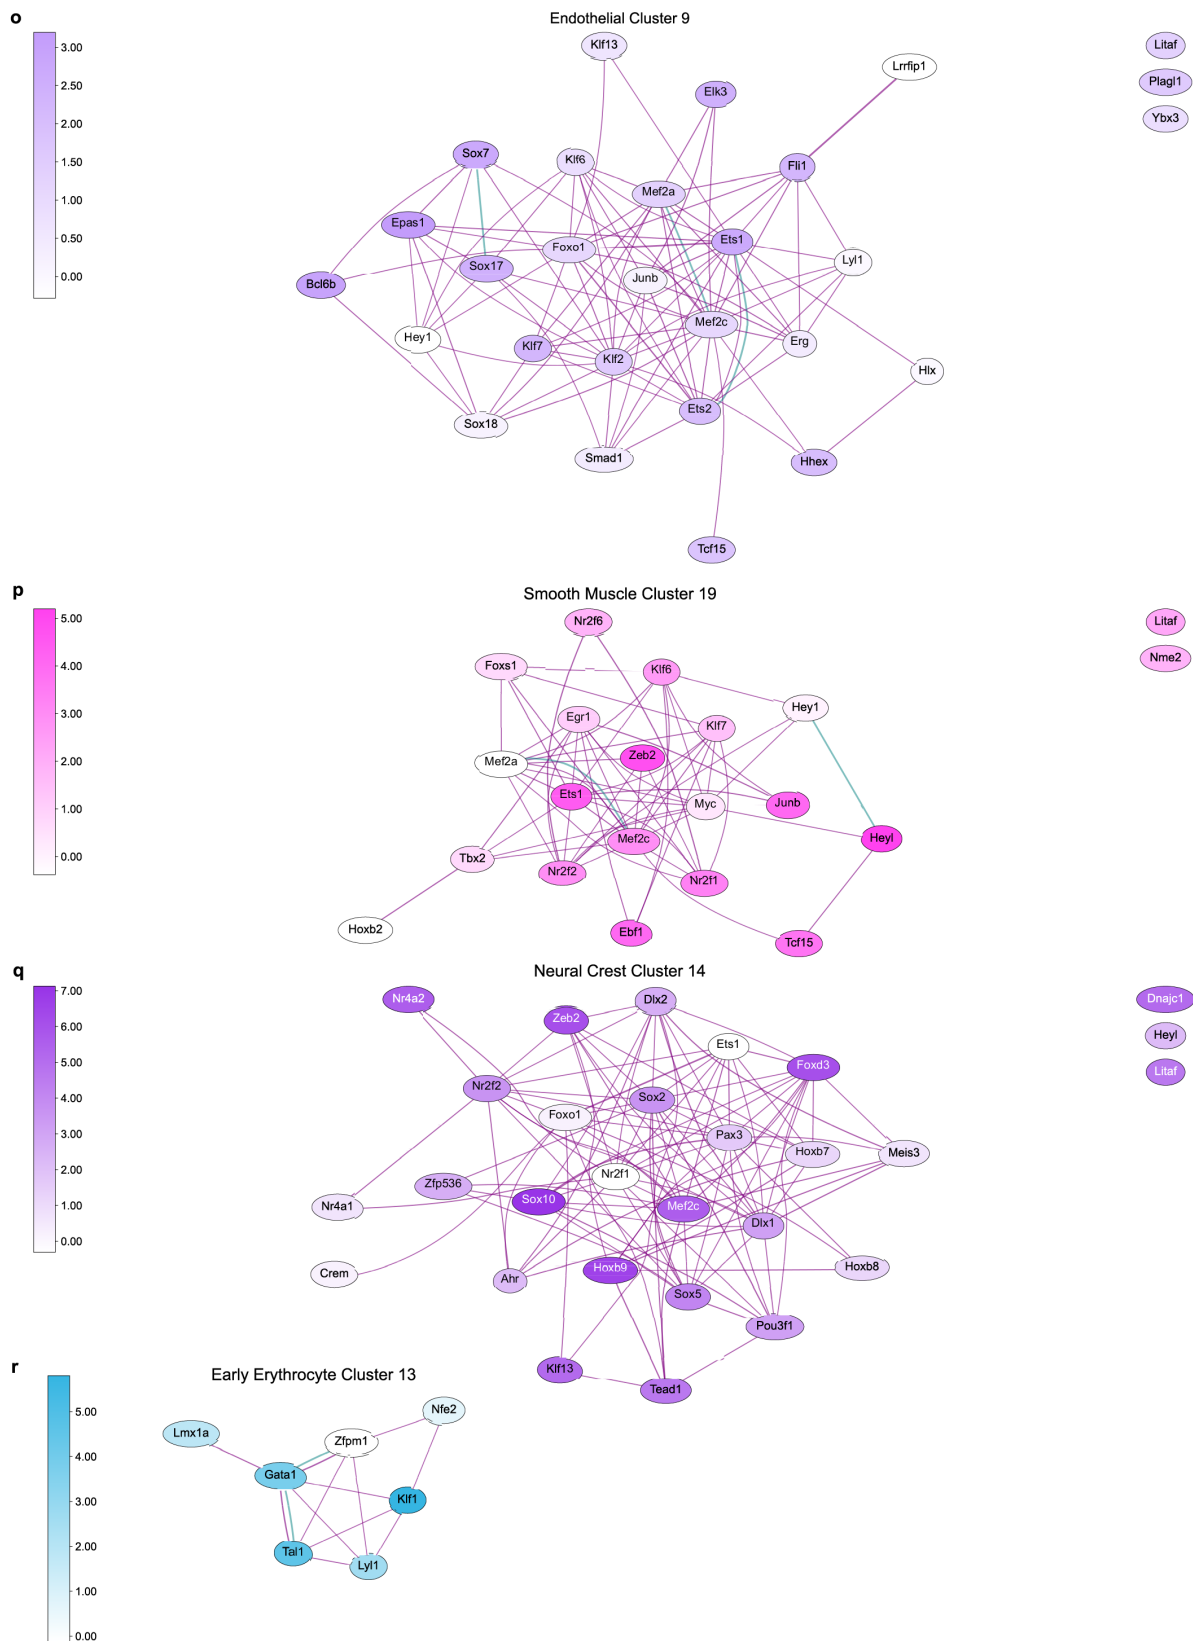 o
Endothelial Cluster 9
3.00
2.50
2.00
1.50
1.00
0.50
0.00
Klf13
Lrrfip1
Elk3
Sox7
Klf6
Fli1
Mef2a
Epas1
Foxo1
Ets1
Sox17
Junb
Lyl1
Bcl6b
Mef2c
Hey1
Klf7
Klf2
Erg
Hlx
Ets2
Sox18
Smad1
Hhex
Tcf15
Litaf
Plagl1
Ybx3
p
Smooth Muscle Cluster 19
5.00
4.00
3.00
2.00
1.00
0.00
Nr2f6
Foxs1
Klf6
Hey1
Egr1
Klf7
Zeb2
Mef2a
Ets1
Myc
Junb
Mef2c
Heyl
Tbx2
Nr2f2
Nr2f1
Hoxb2
Ebf1
Tcf15
Litaf
Nme2
q
Neural Crest Cluster 14
7.00
6.00
5.00
4.00
3.00
2.00
1.00
0.00
Nr4a2
Dlx2
Zeb2
Ets1
Foxd3
Nr2f2
Sox2
Foxo1
Pax3
Hoxb7
Meis3
Nr2f1
Zfp536
Sox10
Mef2c
Nr4a1
Dlx1
Crem
Ahr
Hoxb9
Hoxb8
Sox5
Pou3f1
Klf13
Tead1
Dnajc1
Heyl
Litaf
r
Early Erythrocyte Cluster 13
5.00
4.00
3.00
2.00
1.00
0.00
Nfe2
Lmx1a
Zfpm1
Gata1
Klf1
Tal1
Lyl1